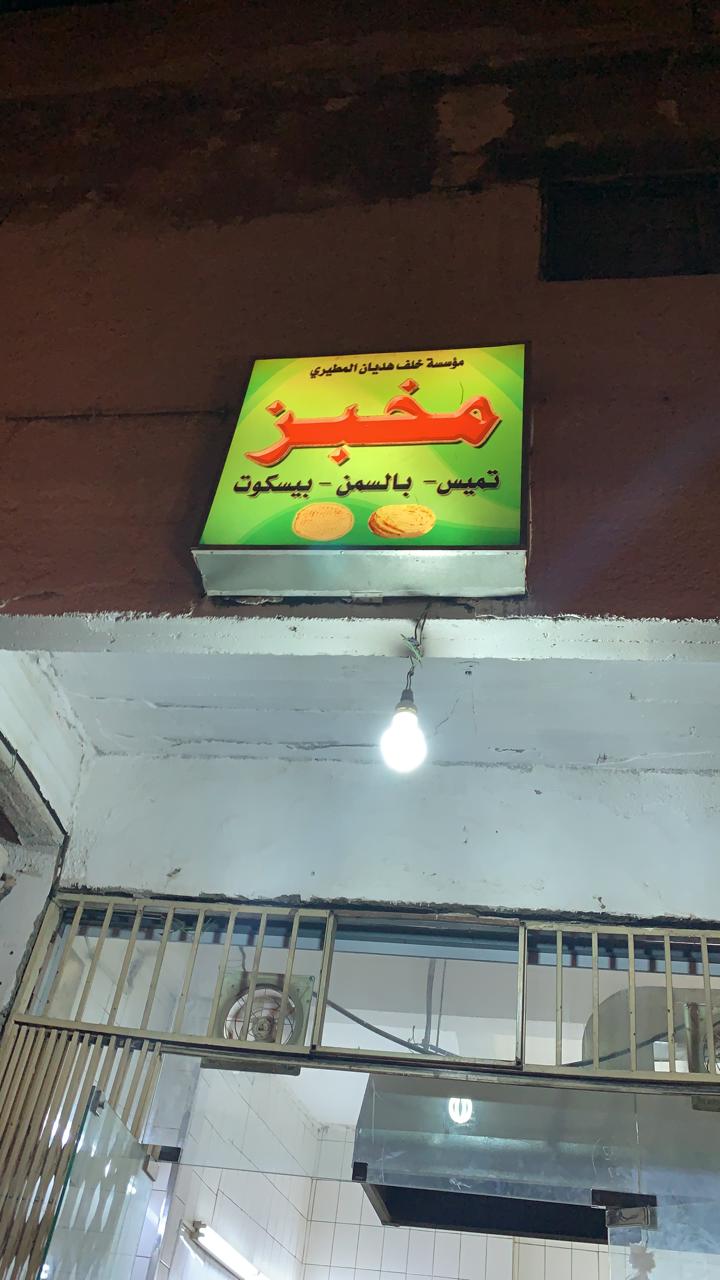 مؤسسة خلف هديان المطيري
مخبز
تميس - بالسمن - بيسكوت